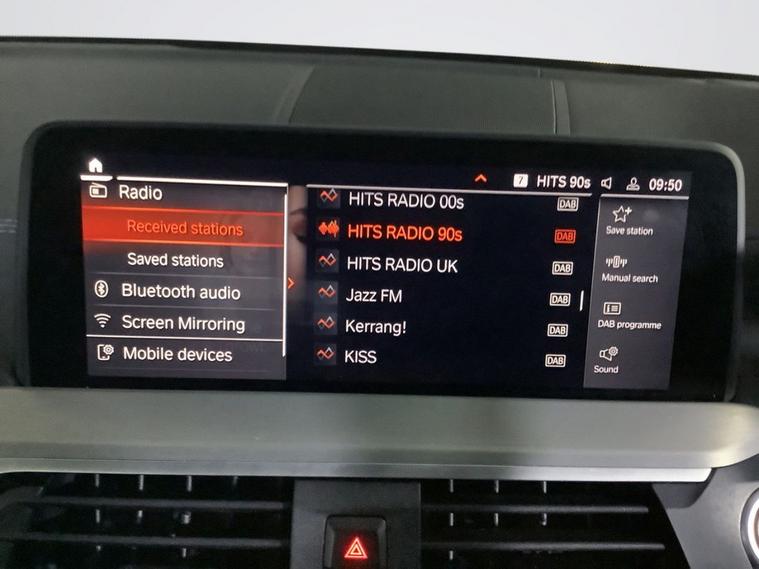 7 HITS 90s 09:50
Radio
Received stations
Saved stations
Bluetooth audio
Screen Mirroring
Mobile devices
HITS RADIO 00s DAB
HITS RADIO 90s DAB
HITS RADIO UK DAB
Jazz FM DAB
Kerrang! DAB
KISS DAB
Save station
Manual search
DAB programme
Sound